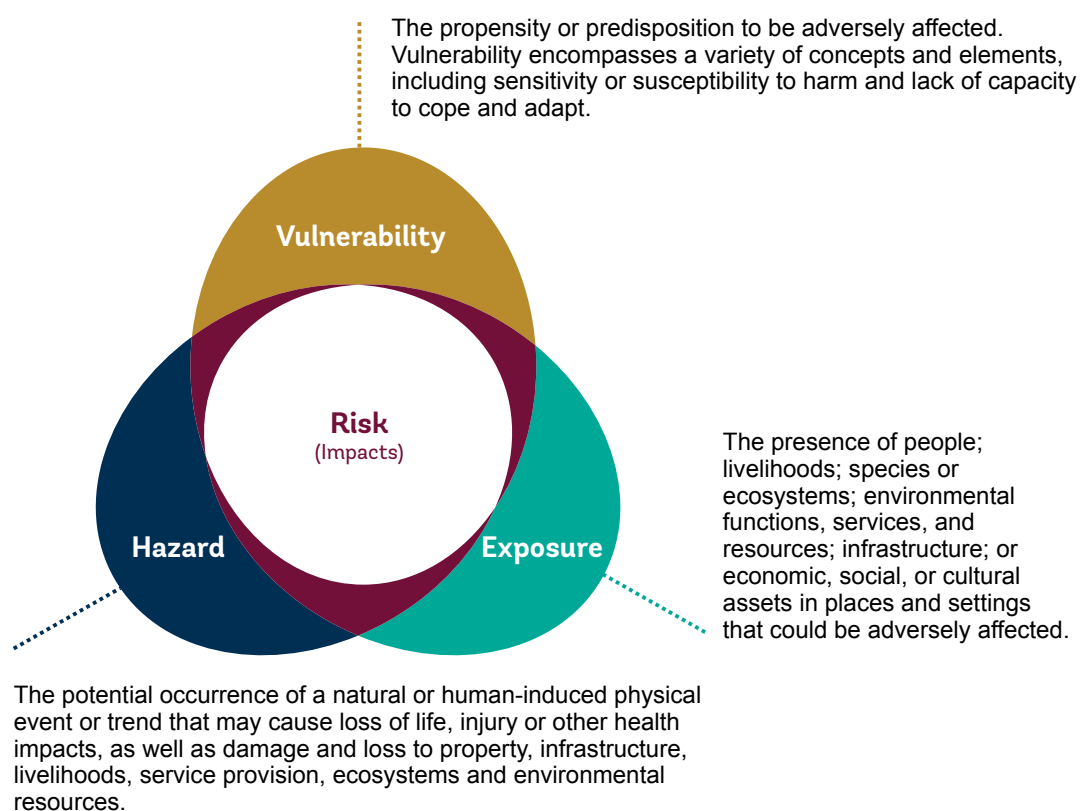 The propensity or predisposition to be adversely affected.
Vulnerability encompasses a variety of concepts and elements,
including sensitivity or susceptibility to harm and lack of capacity
to cope and adapt.
Vulnerability
Risk
(Impacts)
Hazard
Exposure
The presence of people;
livelihoods; species or
ecosystems; environmental
functions, services, and
resources; infrastructure; or
economic, social, or cultural
assets in places and settings
that could be adversely affected.
The potential occurrence of a natural or human-induced physical
event or trend that may cause loss of life, injury or other health
impacts, as well as damage and loss to property, infrastructure,
livelihoods, service provision, ecosystems and environmental
resources.